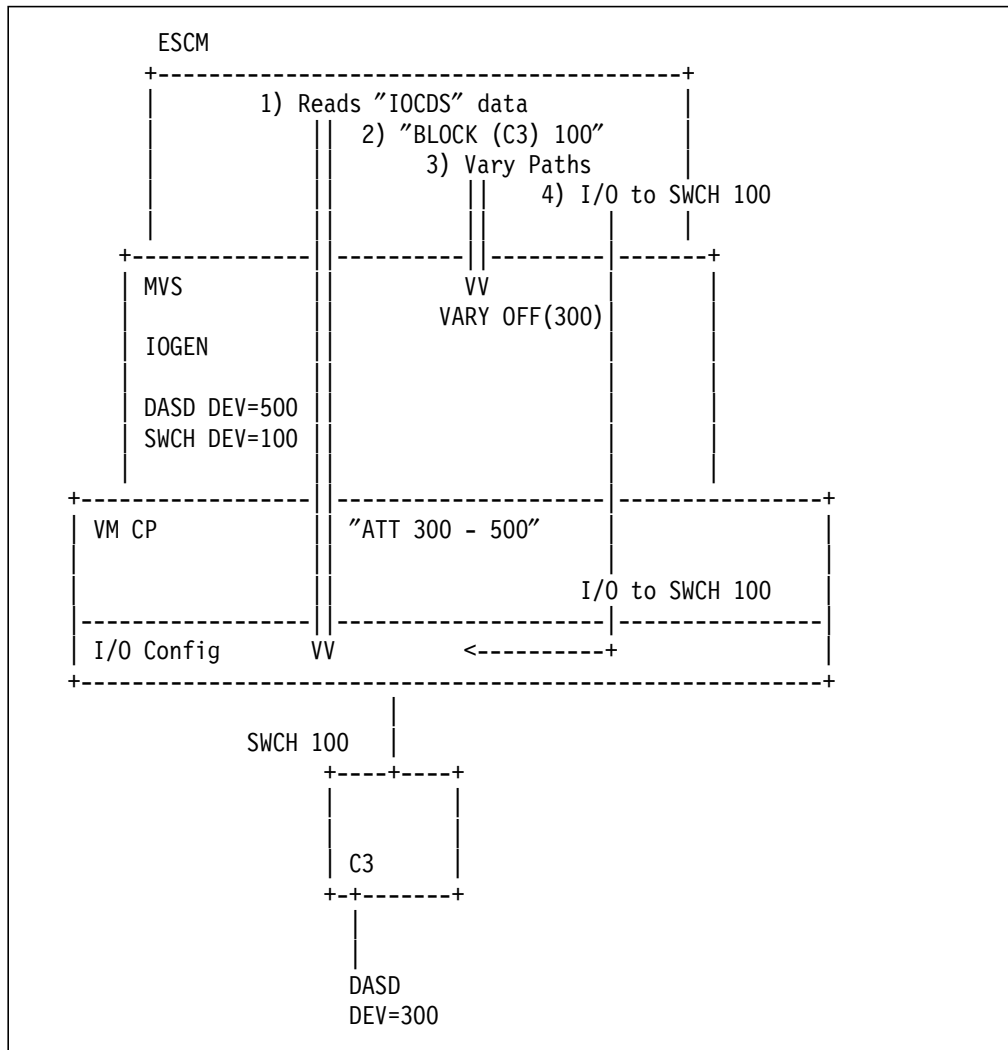 ESCM
1) Reads ″IOCDS″ data
2) ″BLOCK (C3) 100″
3) Vary Paths
4) I/O to SWCH 100
MVS
VV
VARY OFF(300)
IOGEN
DASD DEV=500
SWCH DEV=100
VM CP ″ATT 300 - 500″
I/O to SWCH 100
I/O Config VV <----------+
SWCH 100
C3
DASD
DEV=300